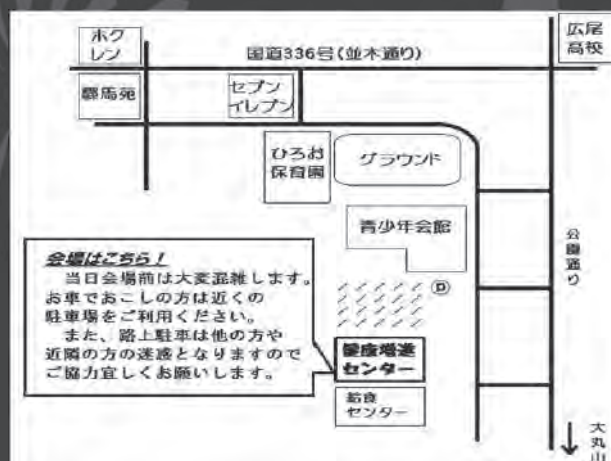 ホク
レン
広尾
高校
国道336号(並木通り)
驛馬苑
セブン
イレブン
ひろお
保育園
グラウンド
青少年会館
公園通り
会場はこちら!
当日会場前は大変混雑します。
お車でおこしの方は近くの
駐車場をご利用ください。
また、路上駐車は他の方や
近隣の方の迷惑となりますので
ご協力宜しくお願いします。
P
健康増進
センター
給食
センター
大丸山